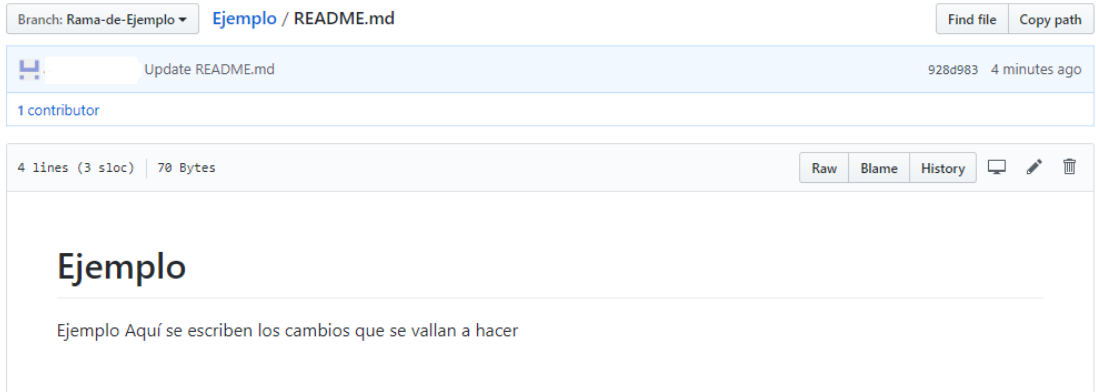 Branch: Rama-de-Ejemplo Ejemplo / README.md Find file Copy path
Update README.md 928d983 4 minutes ago
1 contributor
4 lines (3 sloc) 70 Bytes Raw Blame History
Ejemplo
Ejemplo Aquí se escriben los cambios que se vallan a hacer